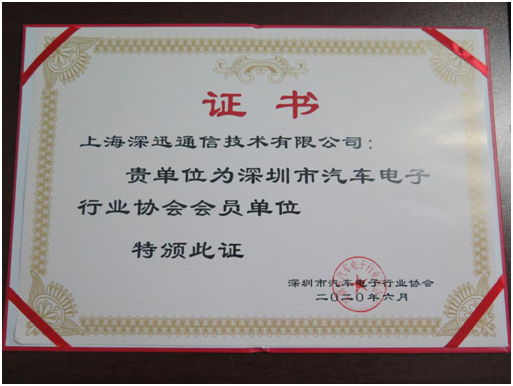 证书
上海深迅通信技术有限公司：
贵单位为深圳市汽车电子
行业协会会员单位
特颁此证
深圳市汽车电子行业协会
二〇二〇年六月